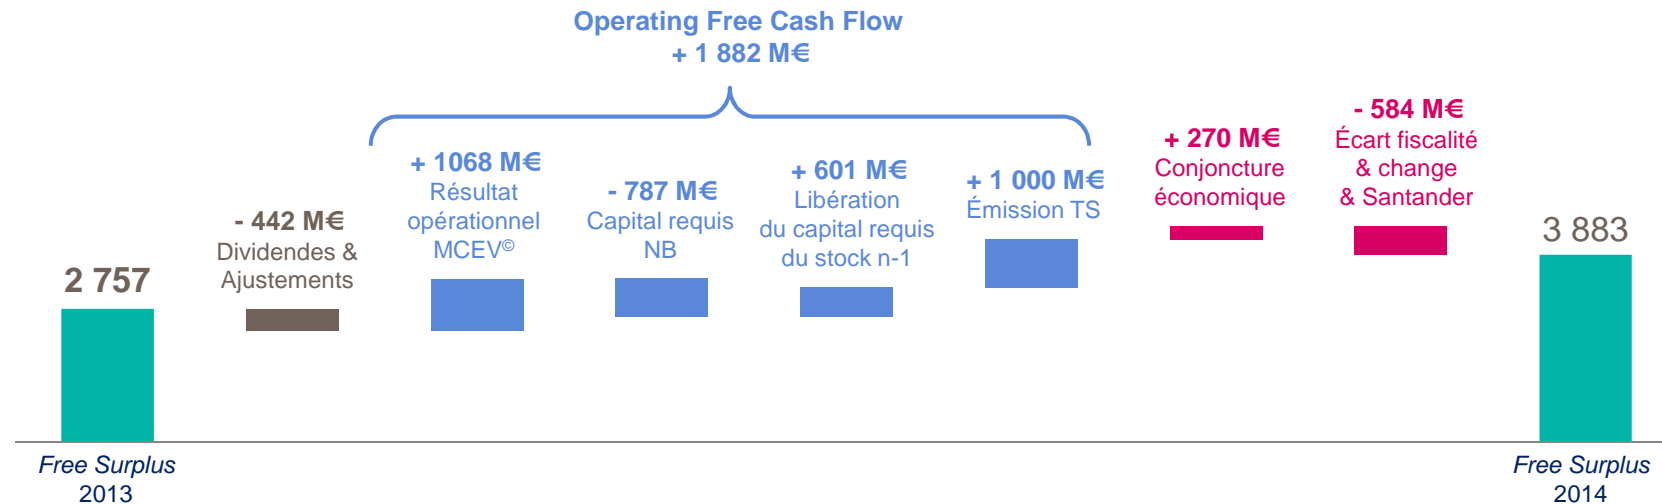 Operating Free Cash Flow
+ 1 882 M€
2 757
- 442 M€
Dividendes &
Ajustements
+ 1068 M€
Résultat
opérationnel
MCEV©
- 787 M€
Capital requis
NB
+ 601 M€
Libération
du capital requis
du stock n-1
+ 1 000 M€
Émission TS
+ 270 M€
Conjoncture
économique
- 584 M€
Écart fiscalité
& change
& Santander
3 883
Free Surplus
2013
Free Surplus
2014